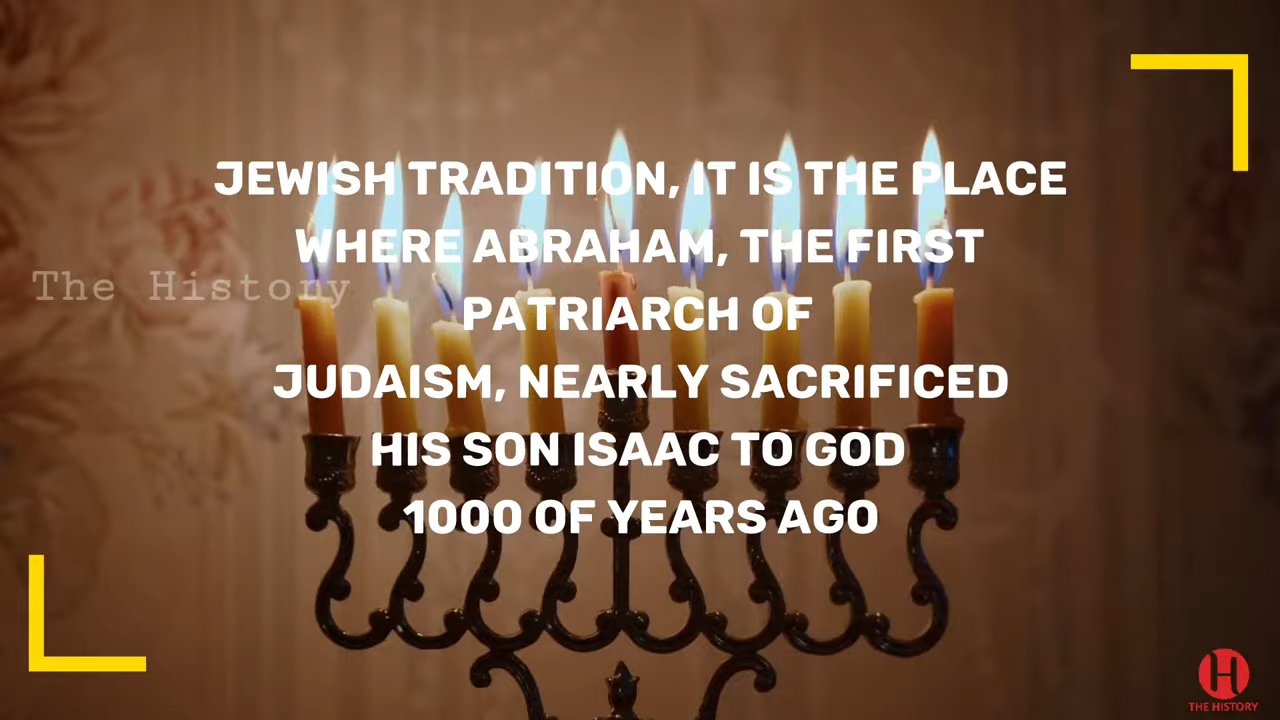 JEWISH TRADITION, IT IS THE PLACE
WHERE ABRAHAM, THE FIRST
The History
PATRIARCH OF
JUDAISM, NEARLY SACRIFICED
HIS SON ISAAC TO GOD
1000 OF YEARS AGO
H
THE HISTORY